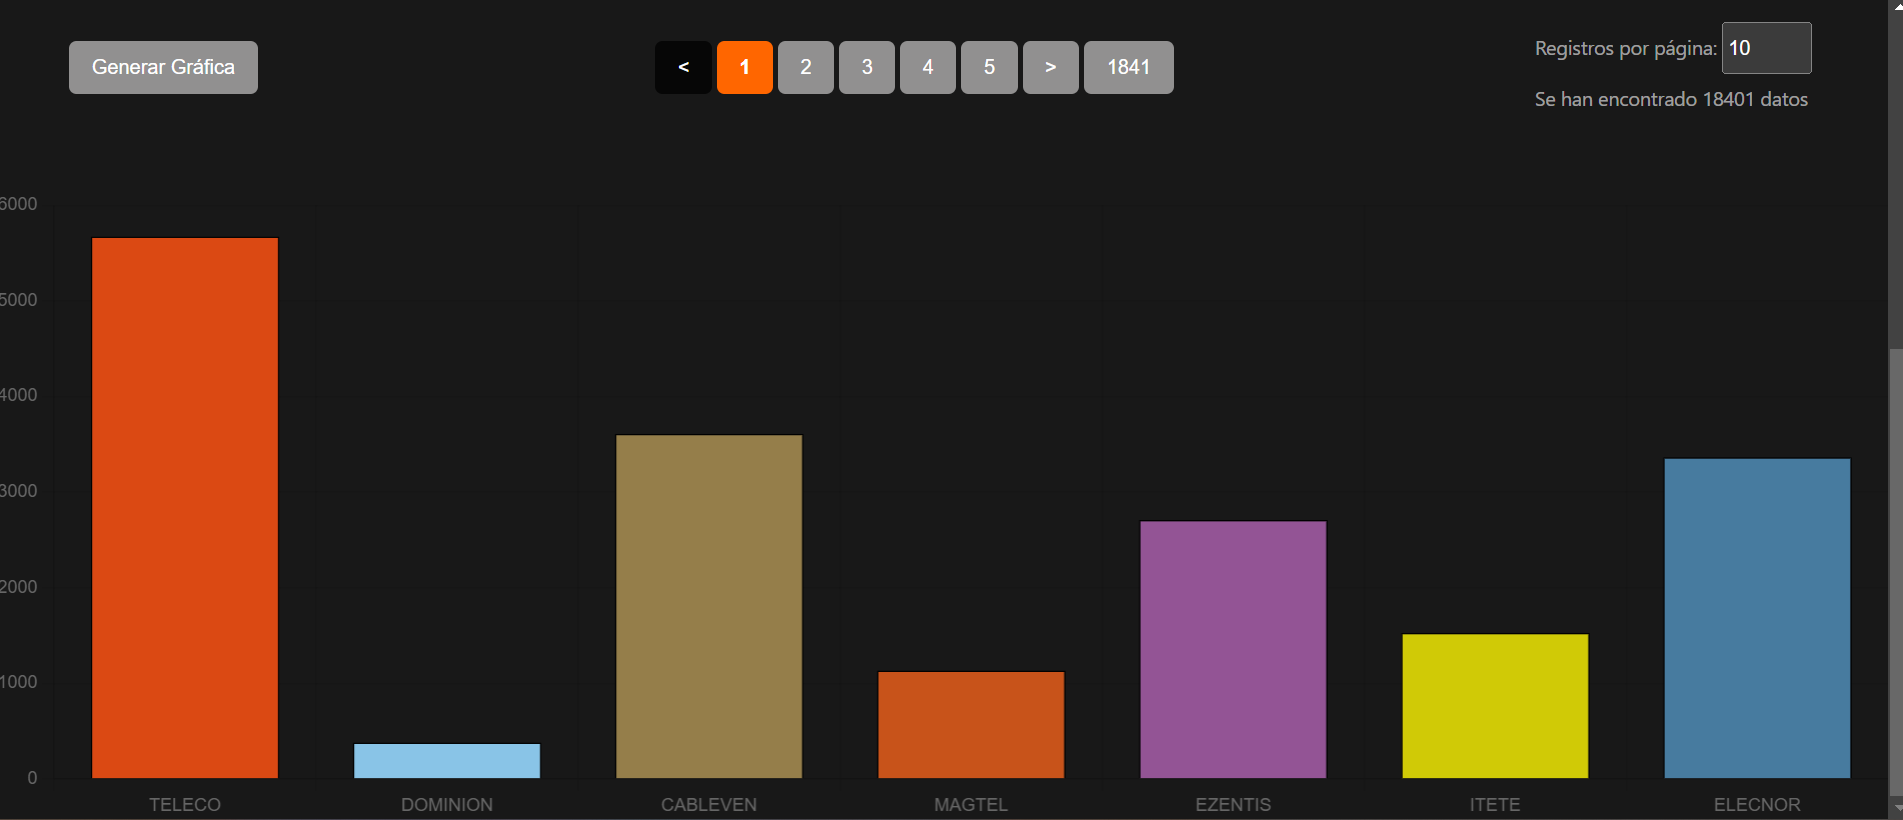 Generar Gráfica
< 1 2 3 4 5 > 1841
Registros por página: 10
Se han encontrado 18401 datos
6000
5000
4000
3000
2000
1000
0
TELECO DOMINION CABLEVEN MAGTEL EZENTIS ITETE ELECNOR